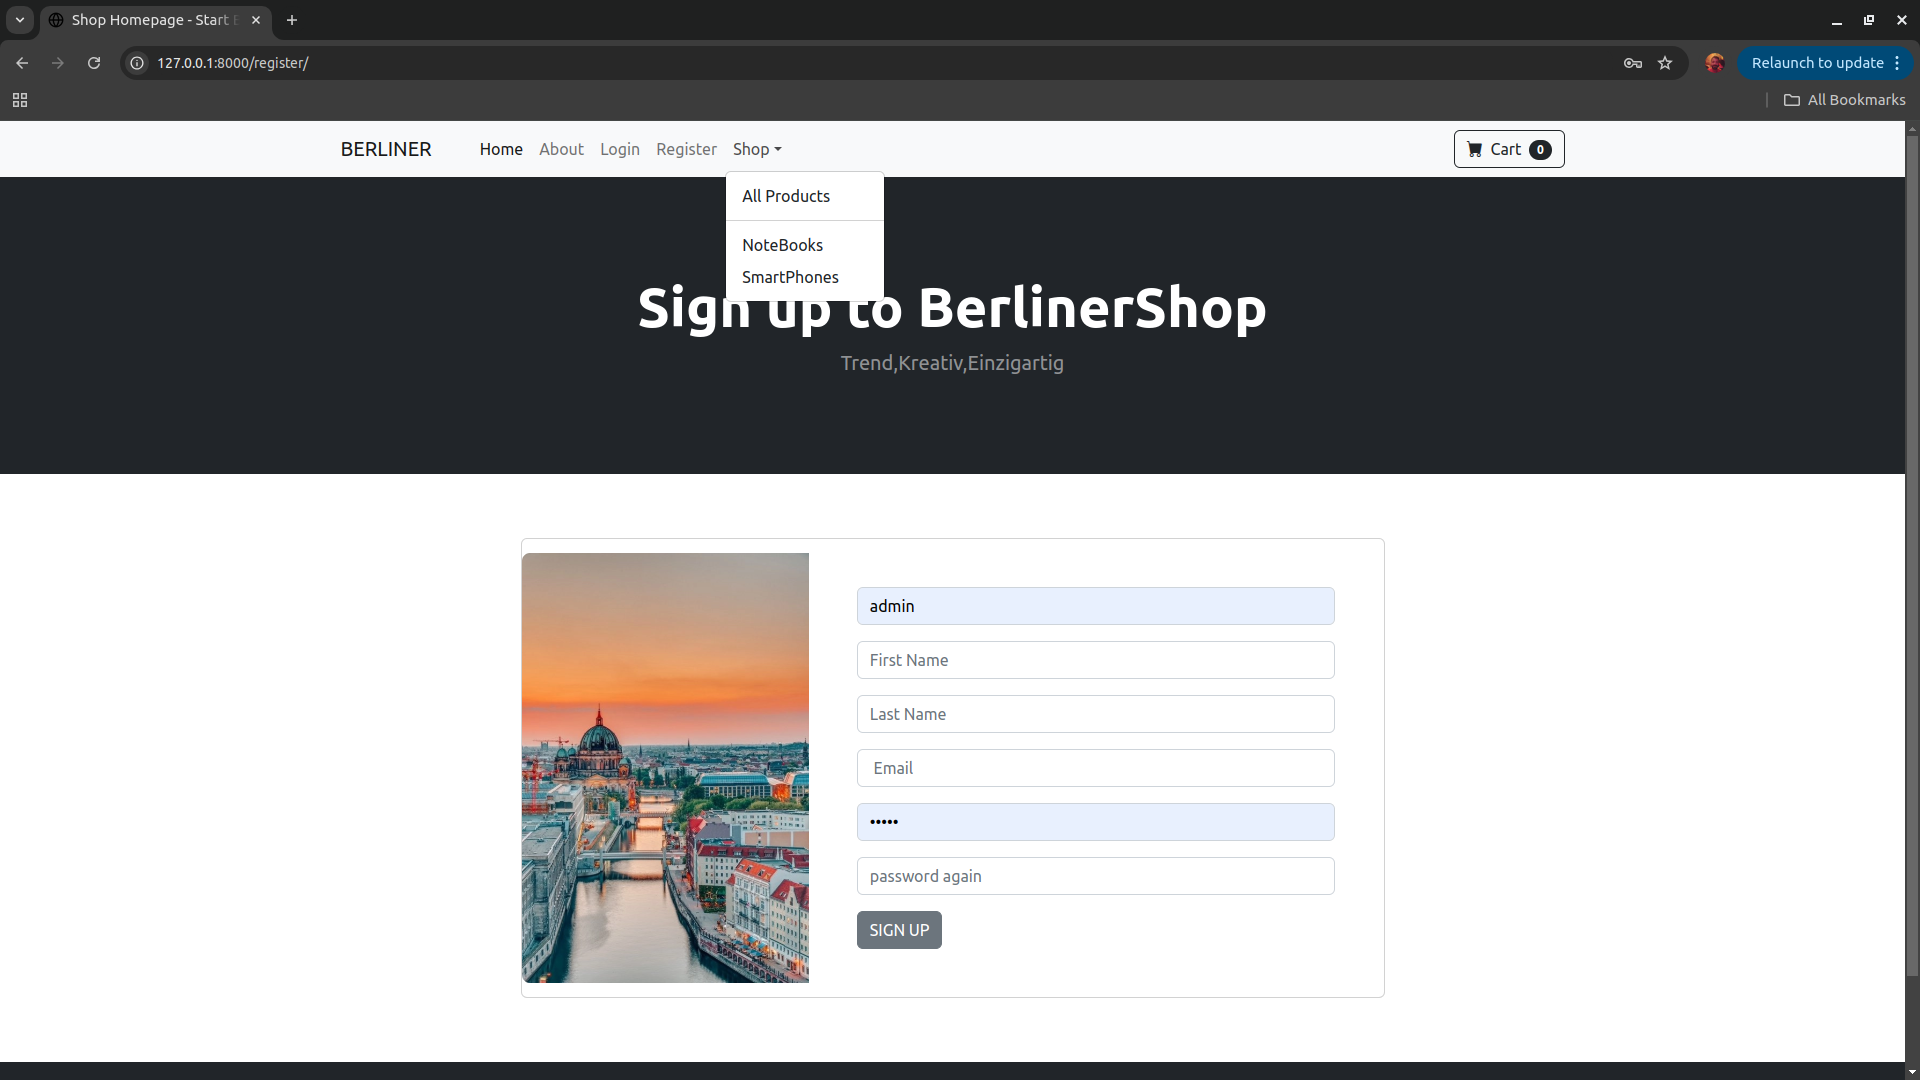 Shop Homepage - Start
127.0.0.1:8000/register/
Relaunch to update
All Bookmarks
BERLINER
Home
About
Login
Register
Shop
Cart 0
All Products
NoteBooks
SmartPhones
Sign up to BerlinerShop
Trend,Kreativ,Einzigartig
admin
First Name
Last Name
Email
•••••
password again
SIGN UP